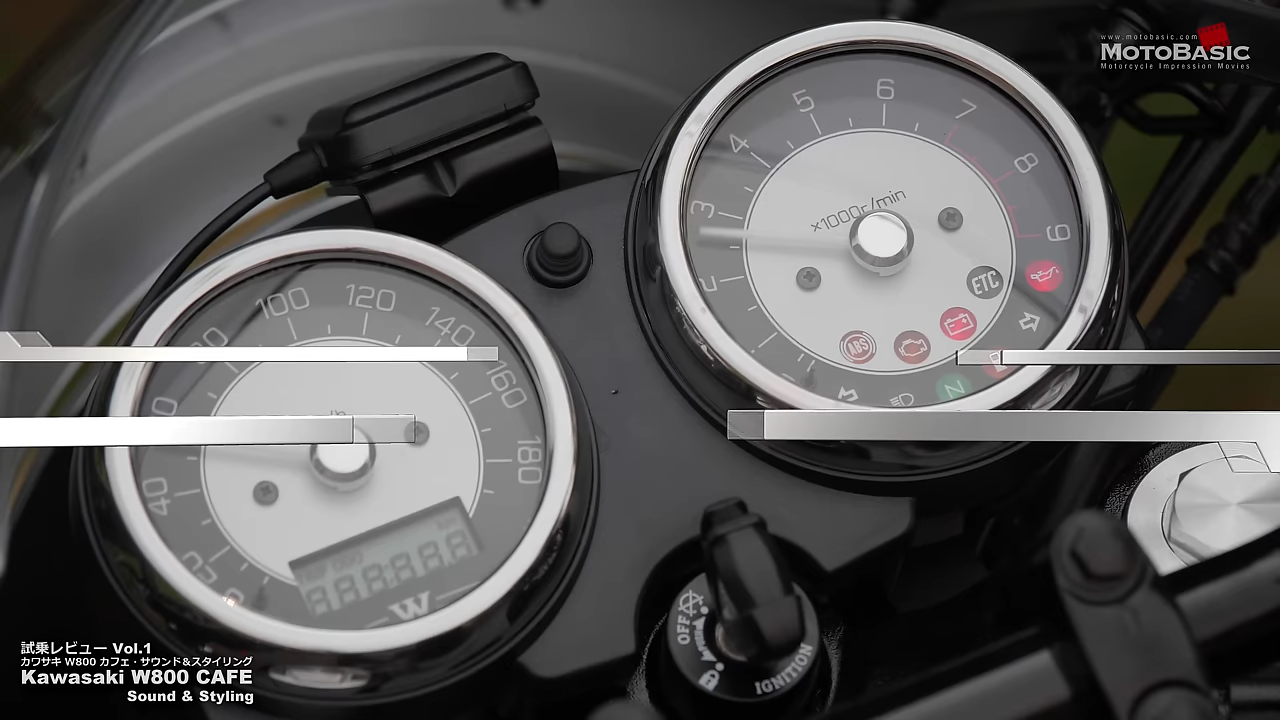 www.motobasic.com
MOTOBASIC
Motorcycle Impression Movies
5 6 7
4 8
3 9
2
×1000r/min
ETC
ABS
N
100 120 140
160
180
40
W
OFF
IGNITION
試乗レビュー Vol.1
カワサキ W800 カフェ・サウンド&スタイリング
Kawasaki W800 CAFE
Sound & Styling